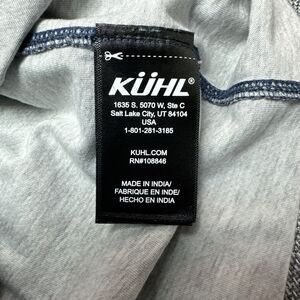 KÜHL
1635 S. 5070 W, Ste C
Salt Lake City, UT 84104
USA
1-801-281-3185
KUHL.COM
RN#108846
MADE IN INDIA/
FABRIQUE EN INDE/
HECHO EN INDIA